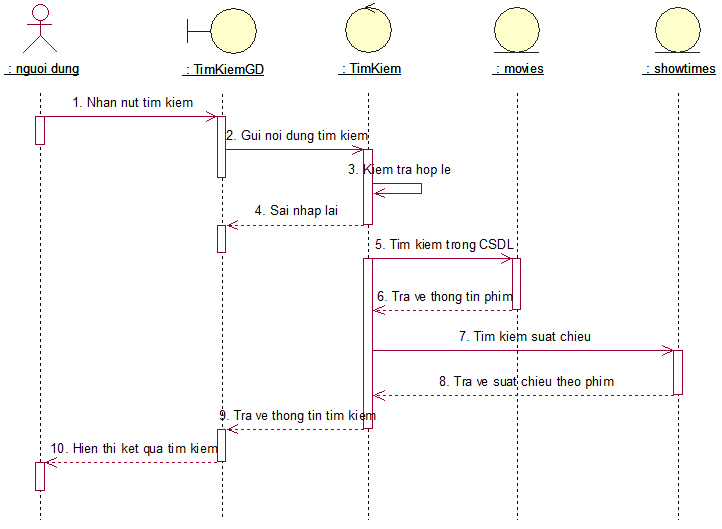 : nguoi dung
: TimKiemGD
: TimKiem
: movies
: showtimes
1. Nhan nut tim kiem
2. Gui noi dung tim kiem
3. Kiem tra hop le
4. Sai nhap lai
5. Tim kiem trong CSDL
6. Tra ve thong tin phim
7. Tim kiem suat chieu
8. Tra ve suat chieu theo phim
9. Tra ve thong tin tim kiem
10. Hien thi ket qua tim kiem